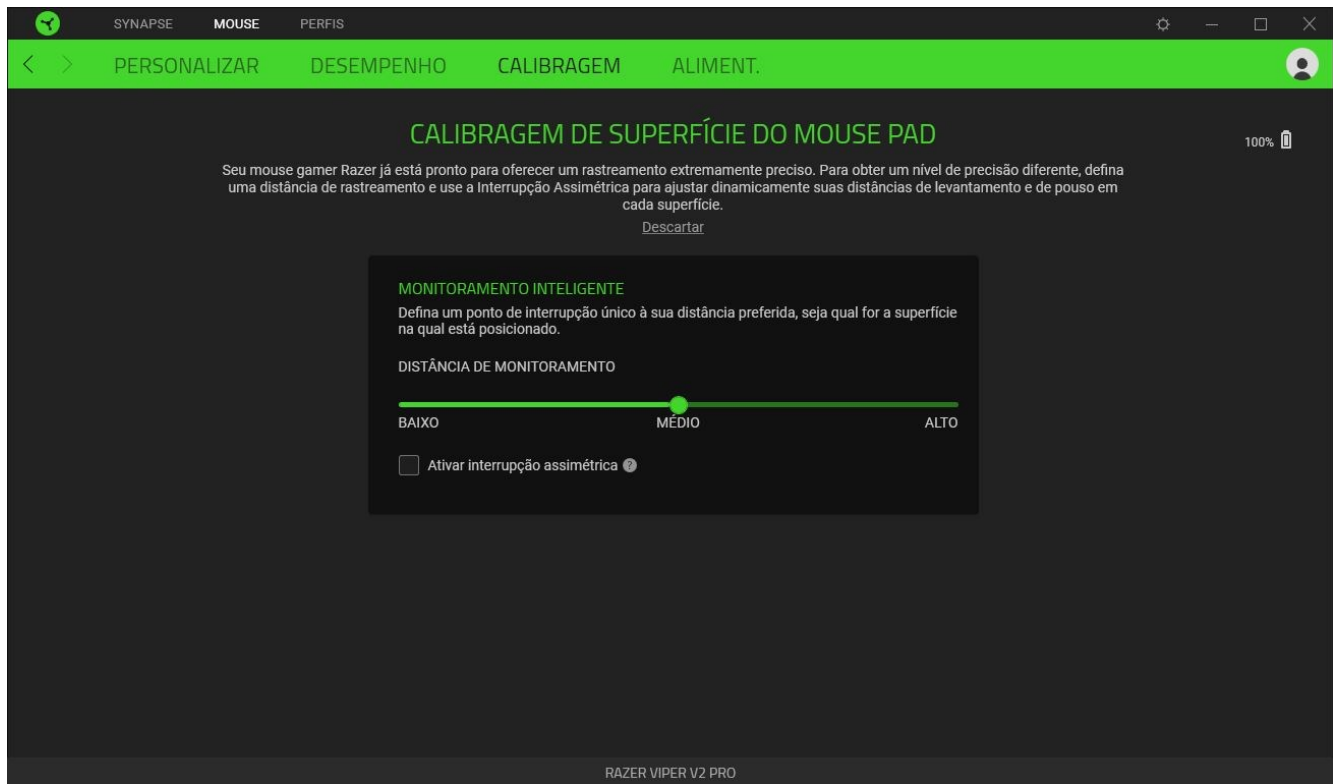 SYNAPSE MOUSE PERFIS
PERSONALIZAR DESEMPENHO CALIBRAGEM ALIMENT.
CALIBRAGEM DE SUPERFÍCIE DO MOUSE PAD
100%
Seu mouse gamer Razer já está pronto para oferecer um rastreamento extremamente preciso. Para obter um nível de precisão diferente, defina
uma distância de rastreamento e use a Interrupção Assimétrica para ajustar dinamicamente suas distâncias de levantamento e de pouso em
cada superfície.
Descartar
MONITORAMENTO INTELIGENTE
Defina um ponto de interrupção único à sua distância preferida, seja qual for a superfície
na qual está posicionado.
DISTÂNCIA DE MONITORAMENTO
BAIXO MÉDIO ALTO
Ativar interrupção assimétrica ?
RAZER VIPER V2 PRO